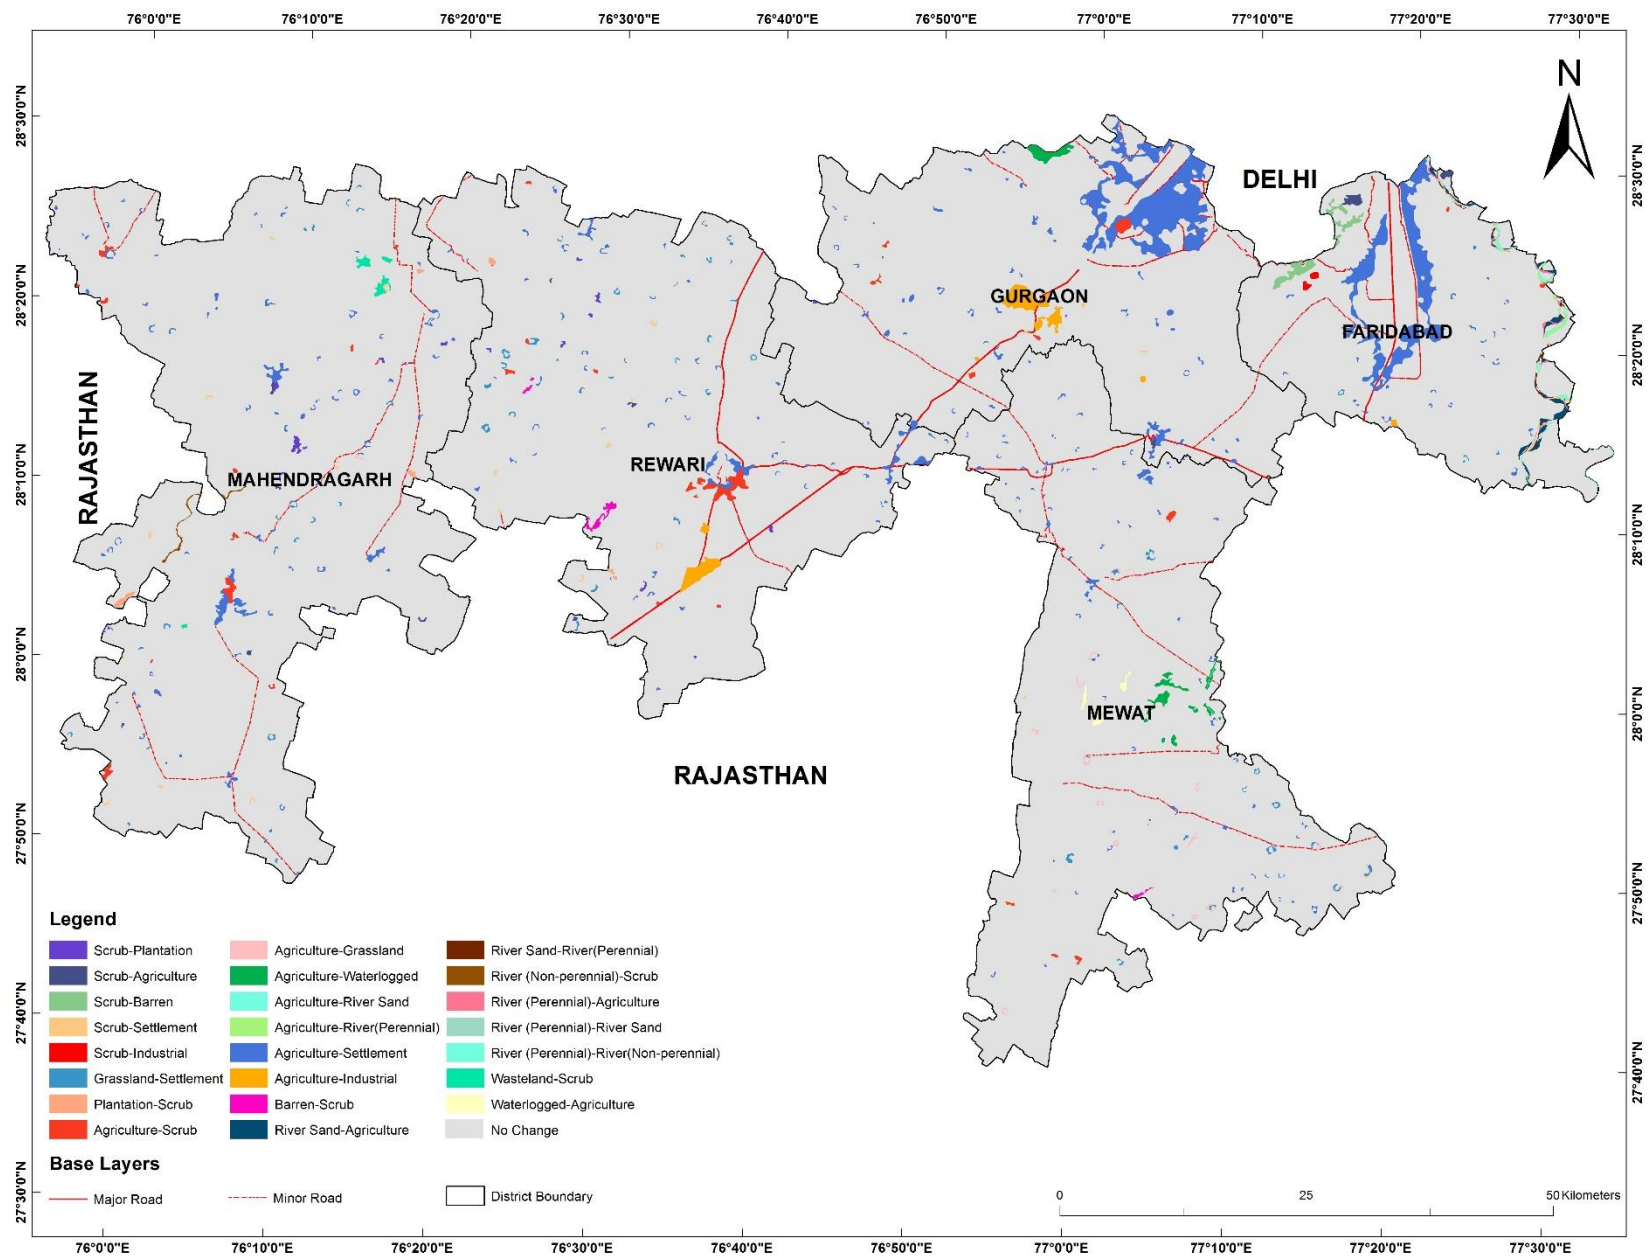 76°0'0"E 76°10'0"E 76°20'0"E 76°30'0"E 76°40'0"E 76°50'0"E 77°0'0"E 77°10'0"E 77°20'0"E 77°30'0"E
N
28°30'0"N
28°30'0"N
DELHI
28°20'0"N
GURGAON
FARIDABAD
28°20'0"N
RAJASTHAN
REWARI
MAHENDRAGARH
28°10'0"N
28°10'0"N
28°0'0"N
MEWAT
28°0'0"N
RAJASTHAN
27°50'0"N
27°50'0"N
Legend
Scrub-Plantation Agriculture-Grassland River Sand-River(Perennial)
Scrub-Agriculture Agriculture-Waterlogged River (Non-perennial)-Scrub
Scrub-Barren Agriculture-River Sand River (Perennial)-Agriculture
Scrub-Settlement Agriculture-River(Perennial) River (Perennial)-River Sand
Scrub-Industrial Agriculture-Settlement River (Perennial)-River(Non-perennial)
Grassland-Settlement Agriculture-Industrial Wasteland-Scrub
Plantation-Scrub Barren-Scrub Waterlogged-Agriculture
Agriculture-Scrub River Sand-Agriculture No Change
27°40'0"N
27°40'0"N
Base Layers
Major Road Minor Road District Boundary
0 25 50 Kilometers
27°30'0"N
76°0'0"E 76°10'0"E 76°20'0"E 76°30'0"E 76°40'0"E 76°50'0"E 77°0'0"E 77°10'0"E 77°20'0"E 77°30'0"E